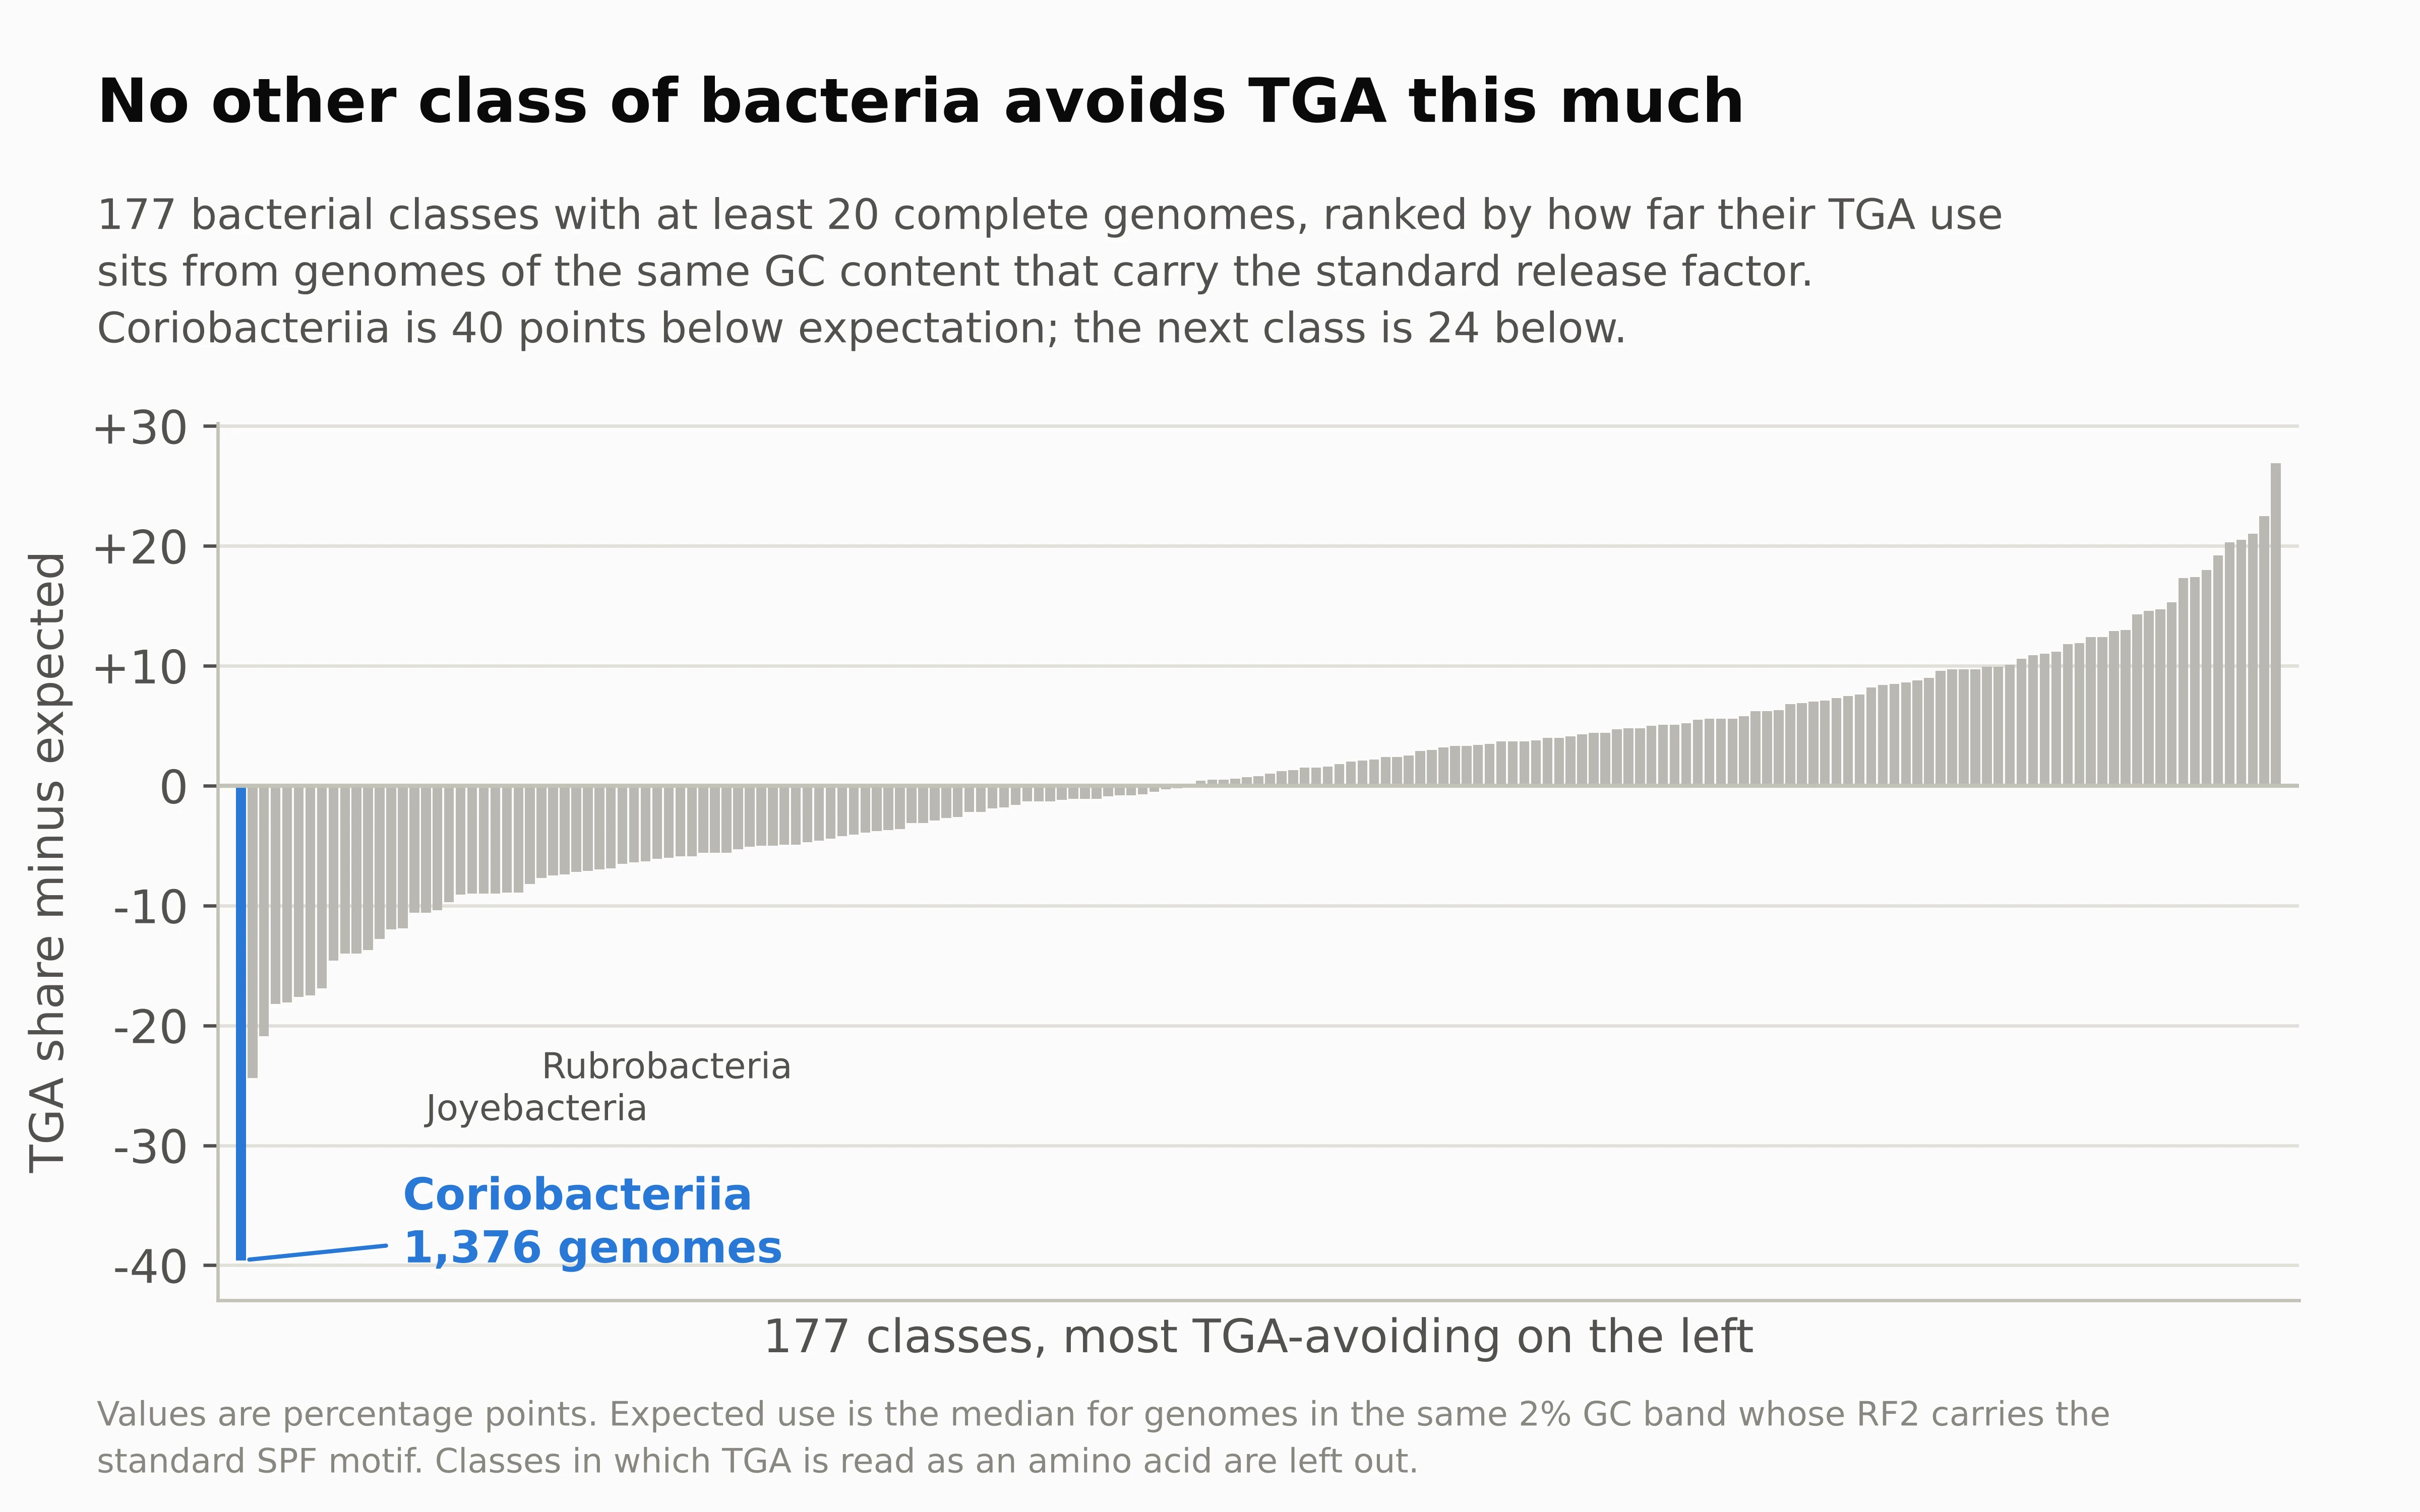 No other class of bacteria avoids TGA this much
177 bacterial classes with at least 20 complete genomes, ranked by how far their TGA use
sits from genomes of the same GC content that carry the standard release factor.
Coriobacteriia is 40 points below expectation; the next class is 24 below.
TGA share minus expected
+30
+20
+10
0
-10
-20
-30
-40
Rubrobacteria
Joyebacteria
Coriobacteriia
1,376 genomes
177 classes, most TGA-avoiding on the left
Values are percentage points. Expected use is the median for genomes in the same 2% GC band whose RF2 carries the
standard SPF motif. Classes in which TGA is read as an amino acid are left out.